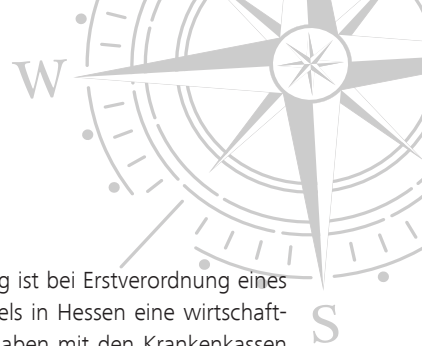 W
g ist bei Erstverordnung eines
els in Hessen eine wirtschaft-
S
aben mit den Krankenkassen